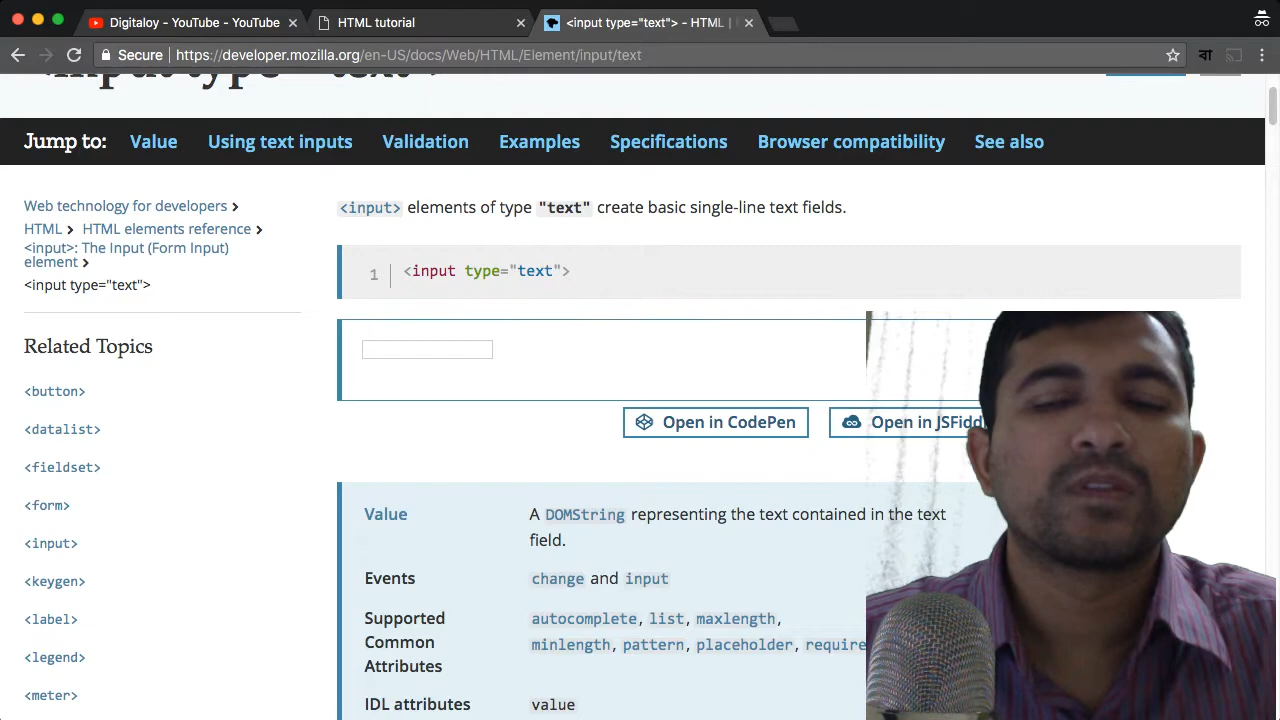 Digitaloy - YouTube - YouTube
HTML tutorial
<input type="text"> - HTML |
Secure
https://developer.mozilla.org/en-US/docs/Web/HTML/Element/input/text
বা
<input type="text">
Jump to:
Value
Using text inputs
Validation
Examples
Specifications
Browser compatibility
See also
Web technology for developers
HTML
HTML elements reference
<input>: The Input (Form Input)
element
<input type="text">
Related Topics
<button>
<datalist>
<fieldset>
<form>
<input>
<keygen>
<label>
<legend>
<meter>
<input> elements of type "text" create basic single-line text fields.
1
<input type="text">
Open in CodePen
Open in JSFidd
Value
A DOMString representing the text contained in the text
field.
Events
change and input
Supported
Common
Attributes
autocomplete, list, maxlength,
minlength, pattern, placeholder, require
IDL attributes
value